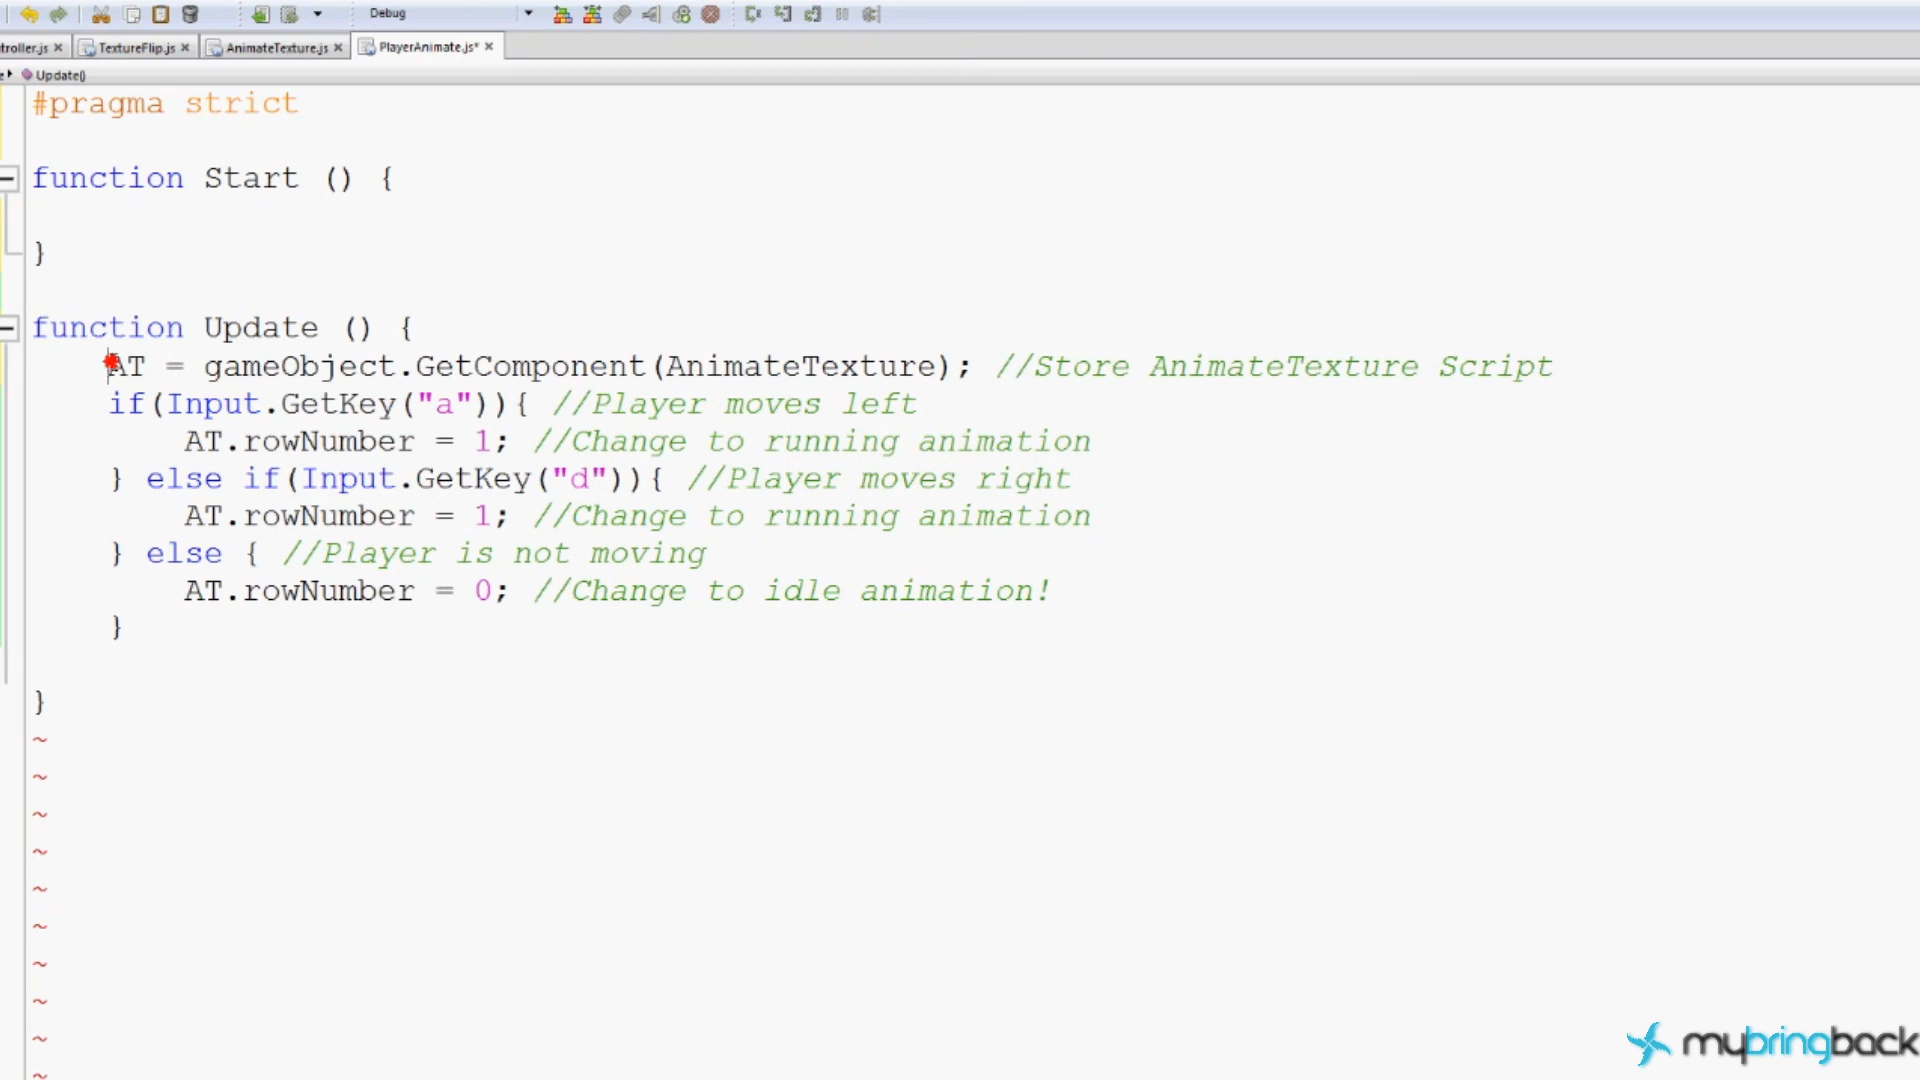 Debug
troller.js
TextureFlip.js
AnimateTexture.js
PlayerAnimate.js*
Update()
#pragma strict
function Start () {
}
function Update () {
AT = gameObject.GetComponent(AnimateTexture); //Store AnimateTexture Script
if(Input.GetKey("a")){ //Player moves left
AT.rowNumber = 1; //Change to running animation
} else if(Input.GetKey("d")){ //Player moves right
AT.rowNumber = 1; //Change to running animation
} else { //Player is not moving
AT.rowNumber = 0; //Change to idle animation!
}
}
~
~
~
~
~
~
~
~
~
~
mybringback